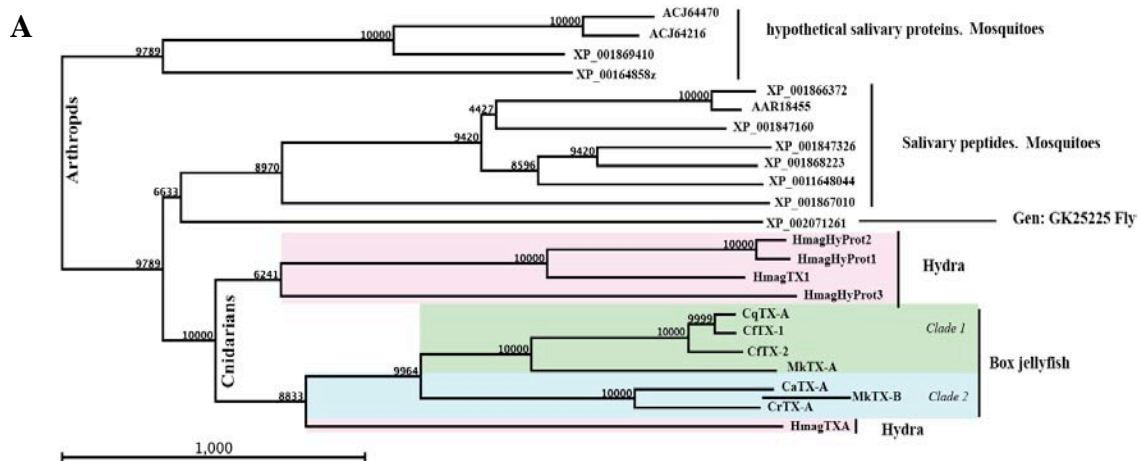 A
ACJ64470
10000
hypothetical salivary proteins. Mosquitoes
ACJ64216
10000
XP_001869410
9789
XP_00164858z
XP_001866372
10000
AAR18455
4427
XP_001847160
9420
XP_001847326
9420
Salivary peptides. Mosquitoes
XP_001868223
8596
8970
XP_0011648044
XP_001867010
6633
XP_002071261
Gen: GK25225 Fly
Arthropds
HmagHyProt2
10000
HmagHyProt1
10000
Hydra
HmagTX1
9789
6241
HmagHyProt3
CqTX-A
9999
Clade 1
CfTX-1
10000
10000
CfTX-2
10000
Cnidarians
Box jellyfish
MkTX-A
9964
CaTX-A
10000
MkTX-B
Clade 2
8833
CrTX-A
HmagTXA
Hydra
1,000